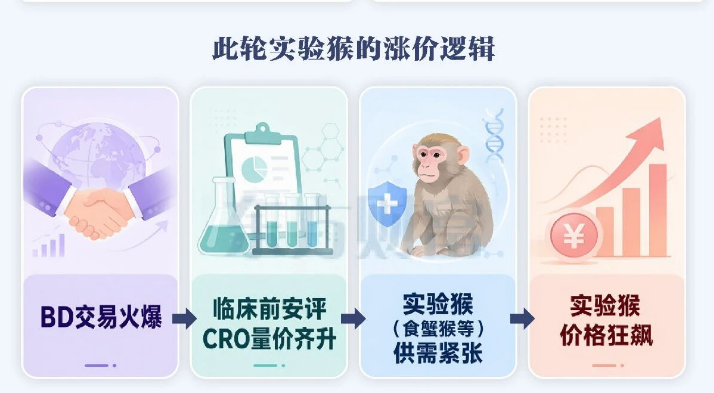 此轮实验猴的涨价逻辑
BD交易火爆
临床前安评
CRO量价齐升
实验猴
（食蟹猴等）
供需紧张
¥
实验猴
价格狂飙